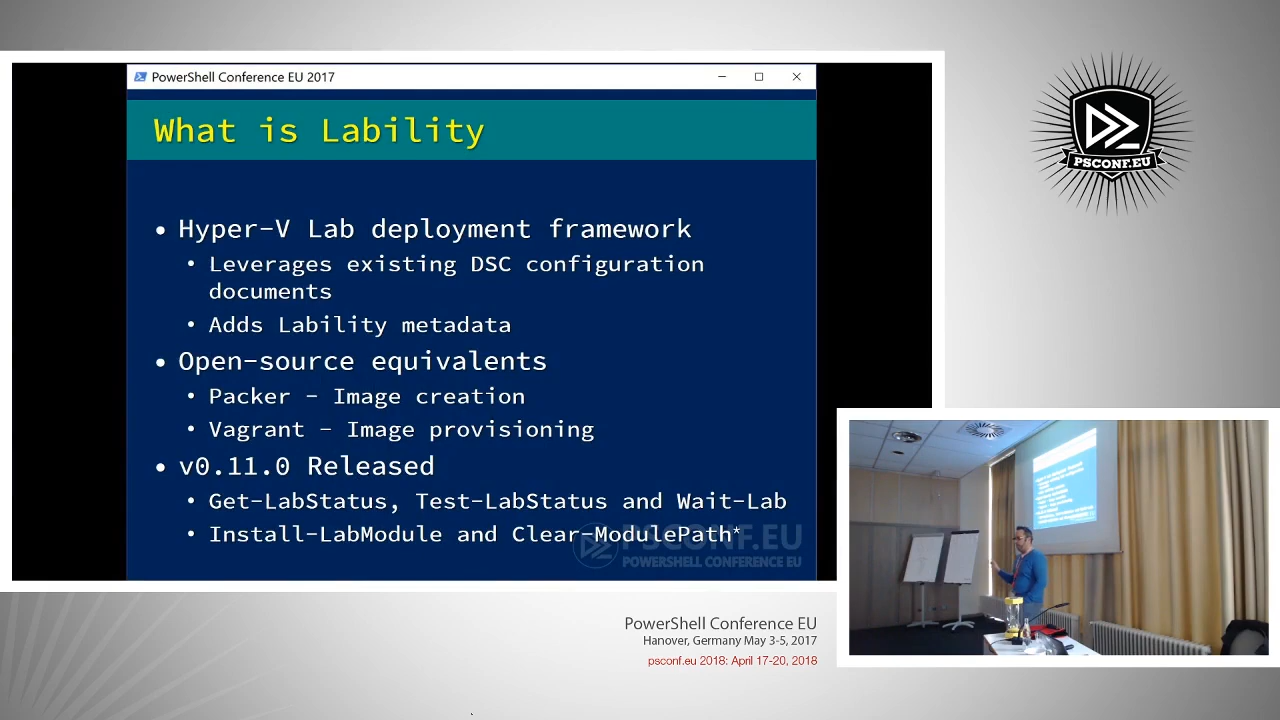 PowerShell Conference EU 2017
What is Lability
• Hyper-V Lab deployment framework
• Leverages existing DSC configuration
documents
• Adds Lability metadata
• Open-source equivalents
• Packer - Image creation
• Vagrant - Image provisioning
• v0.11.0 Released
• Get-LabStatus, Test-LabStatus and Wait-Lab
• Install-LabModule and Clear-ModulePath*
PSCONF.EU
POWERSHELL CONFERENCE EU
PSCONF.EU
PowerShell Conference EU
Hanover, Germany May 3-5, 2017
psconf.eu 2018: April 17-20, 2018